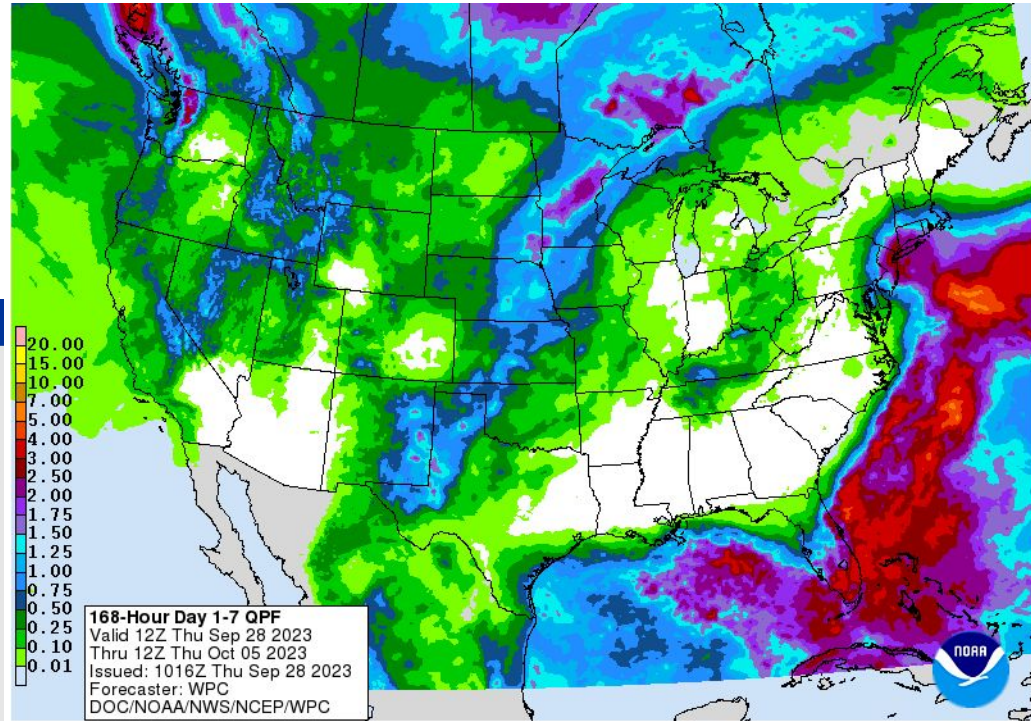 20.00
15.00
10.00
7.00
5.00
4.00
3.00
2.50
2.00
1.75
1.50
1.25
1.00
0.75
0.50
0.25
0.10
0.01
168-Hour Day 1-7 QPF
Valid 12Z Thu Sep 28 2023
Thru 12Z Thu Oct 05 2023
Issued: 1016Z Thu Sep 28 2023
Forecaster: WPC
DOC/NOAA/NWS/NCEP/WPC
NOAA